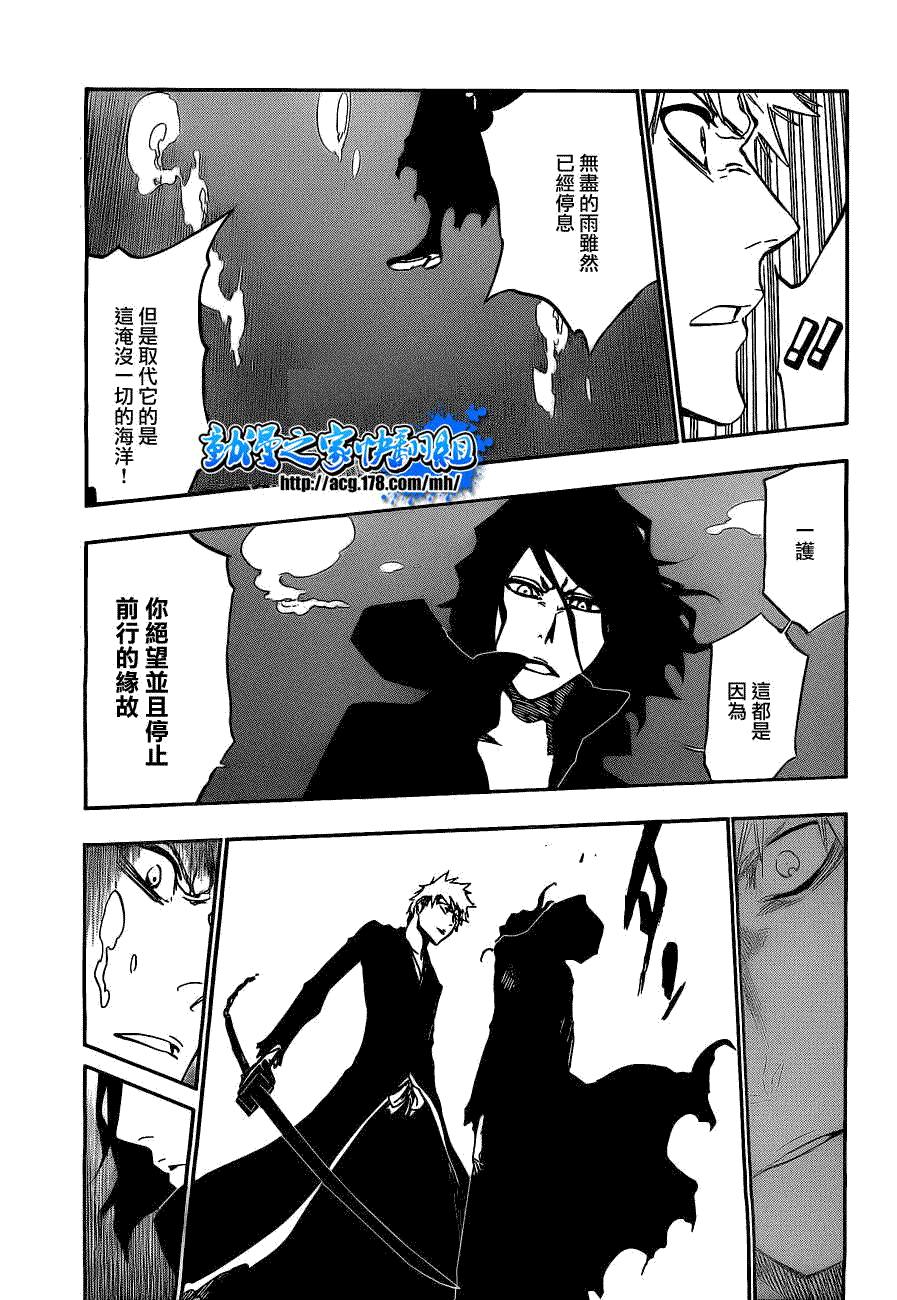 無盡的雨雖然
已經停息
!!
但是取代它的是
這淹沒一切的海洋!
動漫之家快翻組
http://acg.178.com/mh/
一護
這都是
因為
你絕望並且停止
前行的緣故